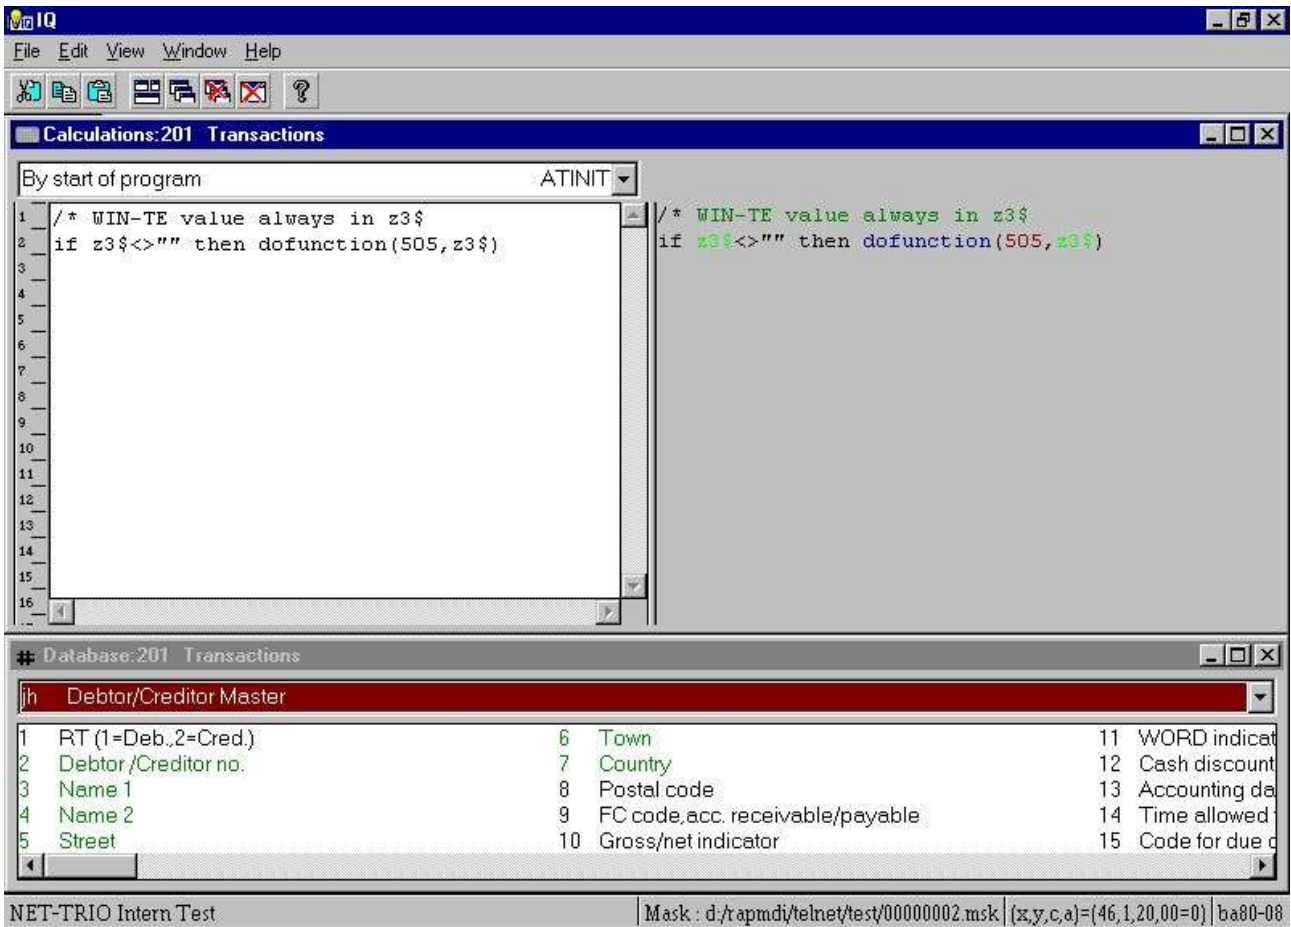 IQ
File Edit View Window Help
Calculations:201 Transactions
By start of program ATINIT
1 /* WIN-TE value always in z3$
2 if z3$<>"" then dofunction(505,z3$)
3
4
5
6
7
8
9
10
11
12
13
14
15
16
/* WIN-TE value always in z3$
if z3$<>"" then dofunction(505,z3$)
# Database:201 Transactions
jh Debtor/Creditor Master
1 RT (1=Deb.,2=Cred.)
2 Debtor /Creditor no.
3 Name 1
4 Name 2
5 Street
6 Town
7 Country
8 Postal code
9 FC code,acc. receivable/payable
10 Gross/net indicator
11 WORD indicat
12 Cash discount
13 Accounting da
14 Time allowed
15 Code for due
NET-TRIO Intern Test
Mask : d:/rapmdi/telnet/test/00000002.msk (x,y,c,a)=(46,1,20,00=0) ba80-08